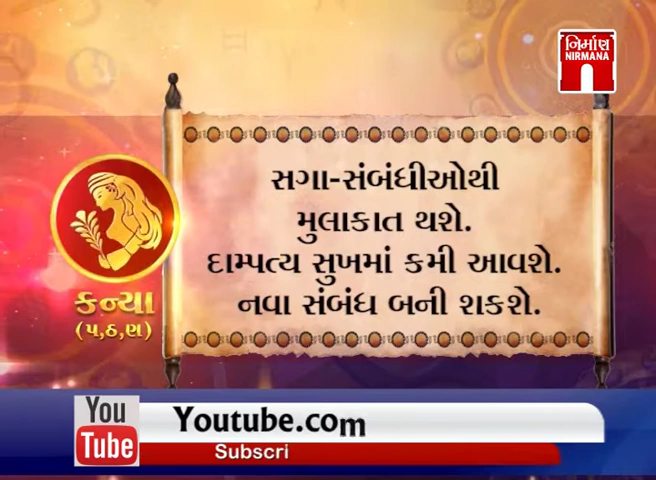 નિર્માણ
NIRMANA
સગા-સંબંધીઓથી
મુલાકાત થશે.
દામ્પત્ય સુખમાં કમી આવશે.
નવા સંબંધ બની શકશે.
કન્યા
(પ,ઠ,ણ)
You
Tube
Youtube.com
Subscri